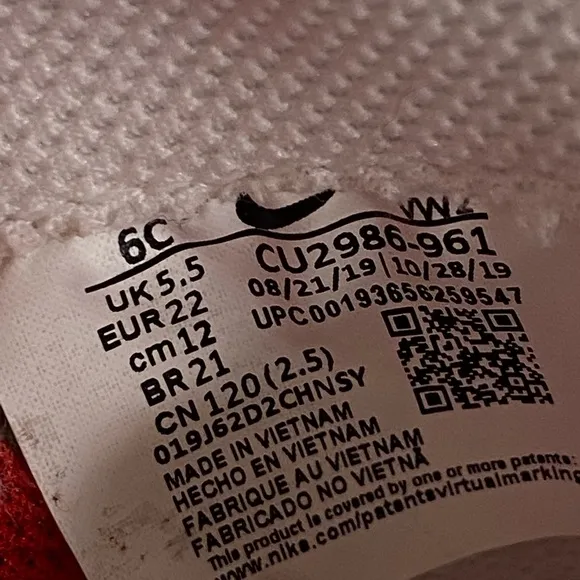 6C
UK 5.5
EUR 22
cm 12
BR 21
CN 120 (2.5)
019J62D2CHNSY
CU2986-961
08/21/19 | 10/28/19
UPC00193656259547
MADE IN VIETNAM
HECHO EN VIETNAM
FABRIQUE AU VIETNAM
FABRICADO NO VIETNÃ
This product is covered by one or more patents:
www.nike.com/patentsvirtualmarking